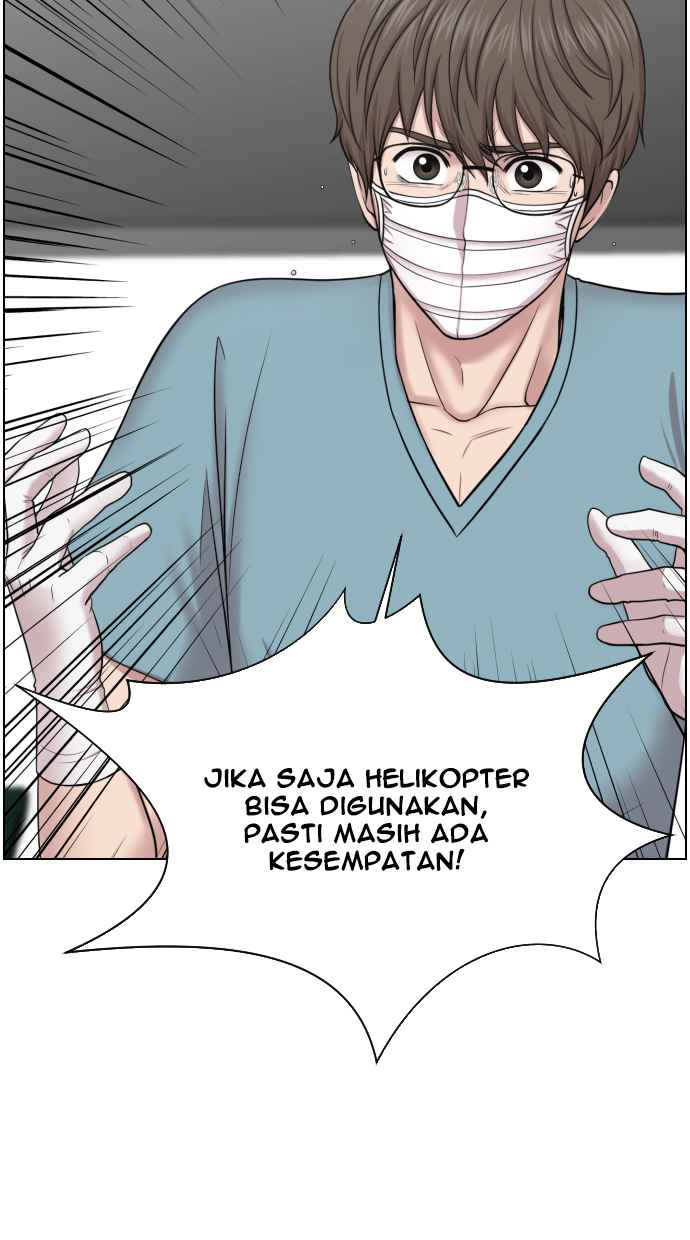 JIKA SAJA HELIKOPTER
BISA DIGUNAKAN,
PASTI MASIH ADA
KESEMPATAN!